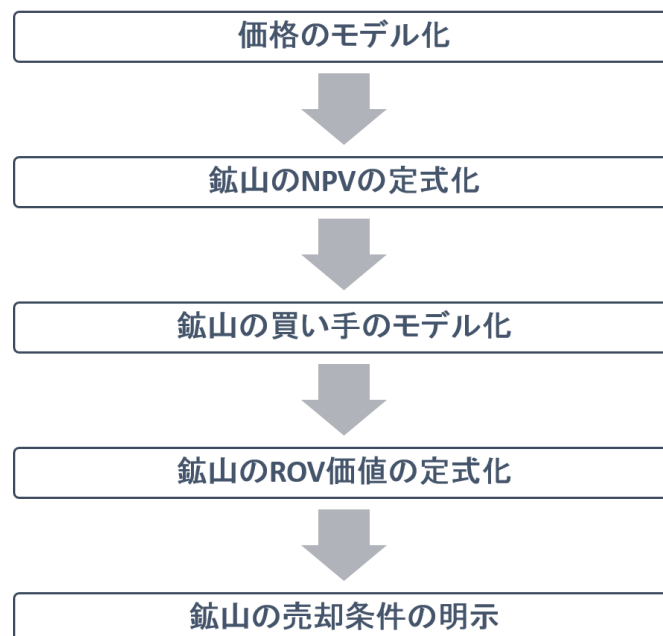 価格のモデル化
鉱山のNPVの定式化
鉱山の買い手のモデル化
鉱山のROV価値の定式化
鉱山の売却条件の明示